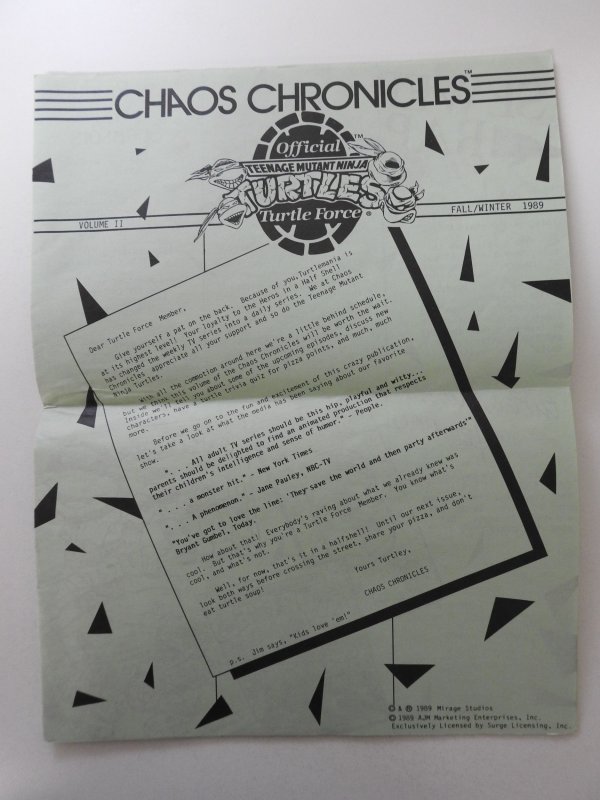 CHAOS CHRONICLES™
Official™
TEENAGE MUTANT NINJA
TURTLES
Turtle Force®
VOLUME II
FALL/WINTER 1989
Dear Turtle Force Member,
Give yourself a pat on the back. Because of you, Turtlemania is
at its highest level! Your loyalty to the Heros in a Half Shell
has changed the weekly TV series into a daily series. We at Chaos
Chronicles appreciate all your support and so do the Teenage Mutant
Ninja Turtles.
With all the commotion around here we're a little behind schedule,
but we think this volume of the Chaos Chronicles will be worth the wait.
Inside we'll tell you about some of the upcoming episodes, discuss new
characters, have a Turtle trivia quiz for pizza points, and much, much
more.
Before we go on to the fun and excitement of this crazy publication,
let's take a look at what the media has been saying about our favorite
show.
". . . All adult TV series should be this hip, playful and witty...
parents should be delighted to find an animated production that respects
their children's intelligence and sense of humor." - People.
". . . a monster hit." - New York Times
". . . A phenomenon." - Jane Pauley, NBC-TV
"You've got to love the line: 'They save the world and then party afterwards'"
Bryant Gumbel, Today.
How about that! Everybody's raving about what we already knew was
cool. But that's why you're a Turtle Force Member. You know what's
cool, and what's not.
Well, for now, that's it in a halfshell! Until our next issue,
look both ways before crossing the street, share your pizza, and don't
eat turtle soup!
Yours Turtley,
CHAOS CHRONICLES
p.s. Jim says, "Kids love 'em!"
© & ® 1989 Mirage Studios
© 1989 AJM Marketing Enterprises, Inc.
Exclusively Licensed by Surge Licensing, Inc.